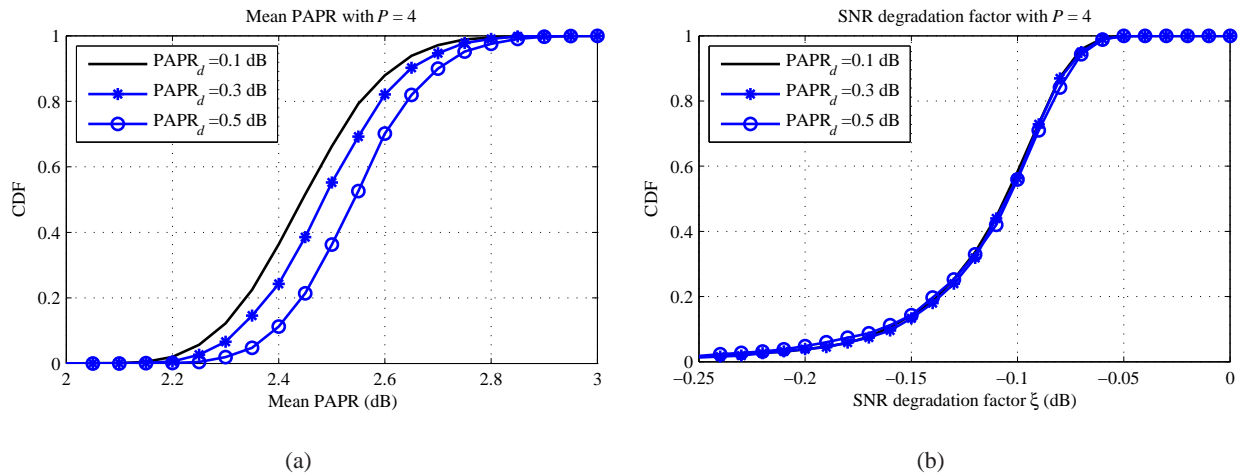 Mean PAPR with P = 4
PAPR_d =0.1 dB
PAPR_d =0.3 dB
PAPR_d =0.5 dB
CDF
1
0.8
0.6
0.4
0.2
0
2 2.2 2.4 2.6 2.8 3
Mean PAPR (dB)
(a)
SNR degradation factor with P = 4
PAPR_d =0.1 dB
PAPR_d =0.3 dB
PAPR_d =0.5 dB
CDF
1
0.8
0.6
0.4
0.2
0
−0.25 −0.2 −0.15 −0.1 −0.05 0
SNR degradation factor ξ (dB)
(b)